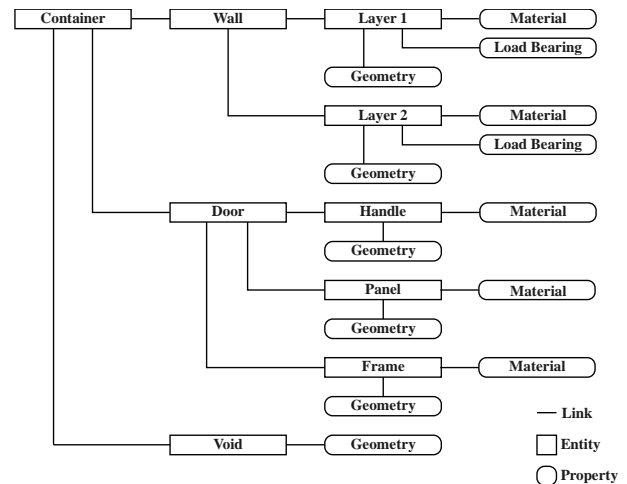 Container Wall Layer 1 Material
Load Bearing
Geometry
Layer 2 Material
Load Bearing
Geometry
Door Handle Material
Geometry
Panel Material
Geometry
Frame Material
Geometry
Void Geometry
Link
Entity
Property